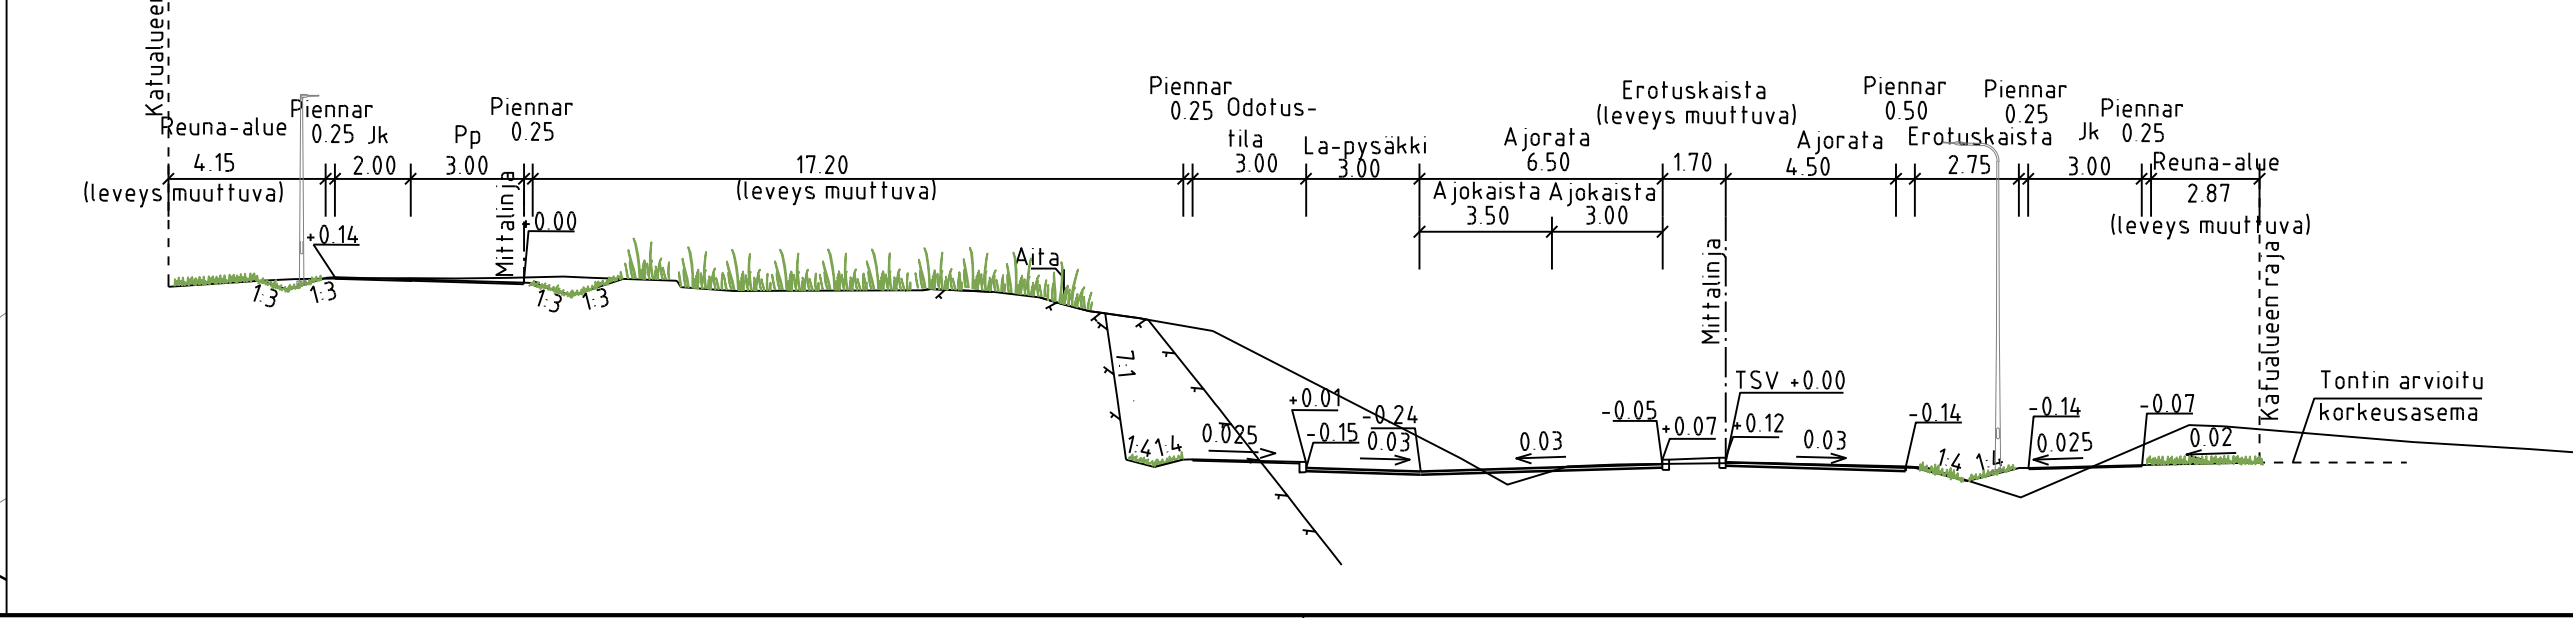 Katualueen
Reuna-alue
4.15
(leveys muuttuva)
Piennar
0.25
Jk
2.00
Pp
3.00
Piennar
0.25
17.20
(leveys muuttuva)
Piennar
0.25
Odotus-
tila
3.00
La-pysäkki
3.00
Ajorata
6.50
Ajokaista
3.50
Ajokaista
3.00
Erotuskaista
(leveys muuttuva)
1.70
Ajorata
4.50
Piennar
0.50
Erotuskaista
2.75
Piennar
0.25
Jk
3.00
Piennar
0.25
Reuna-alue
2.87
(leveys muuttuva)
+0.14
Mittalinja
+0.00
Aita
1:3
1:3
1:3
1:3
7:1
1:4
1:4
0.025
+0.01
-0.15
-0.24
0.03
0.03
-0.05
+0.07
Mittalinja
TSV +0.00
+0.12
0.03
-0.14
1:4
1:4
-0.14
0.025
-0.07
0.02
Katualueen raja
Tontin arvioitu
korkeusasema